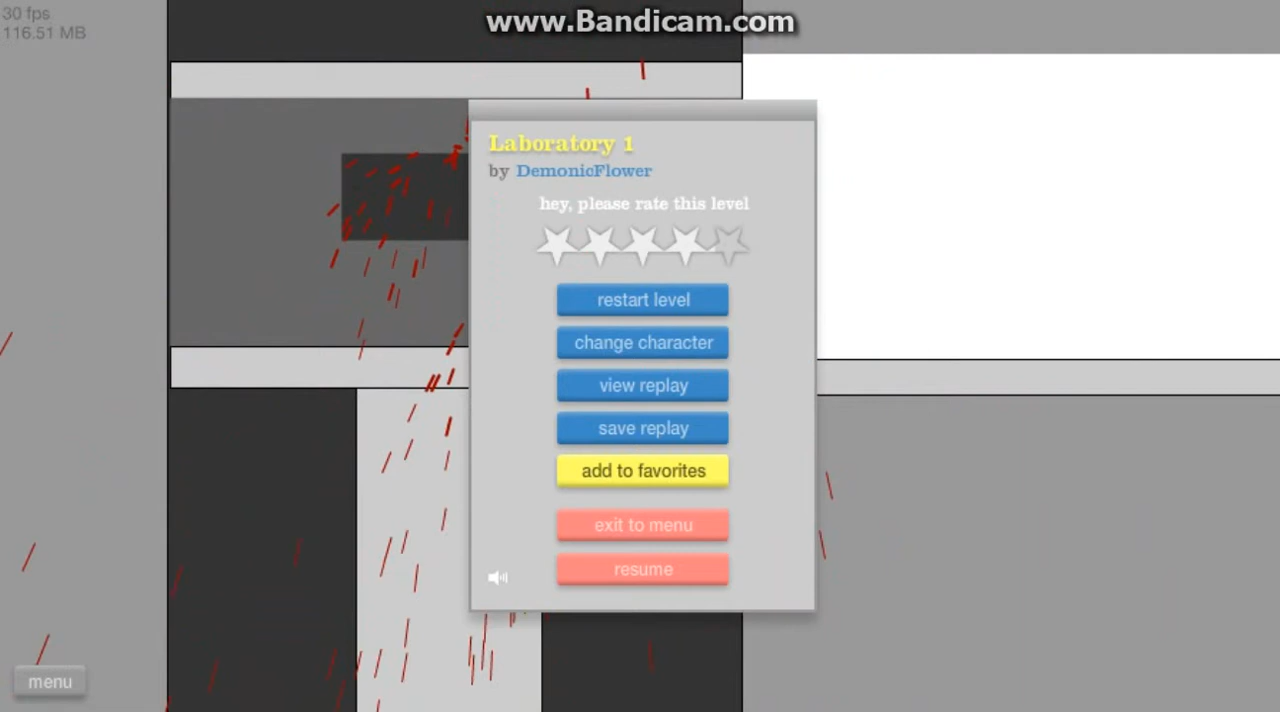 30 fps
116.51 MB
www.Bandicam.com
Laboratory 1
by DemonicFlower
hey, please rate this level
restart level
change character
view replay
save replay
add to favorites
exit to menu
resume
menu